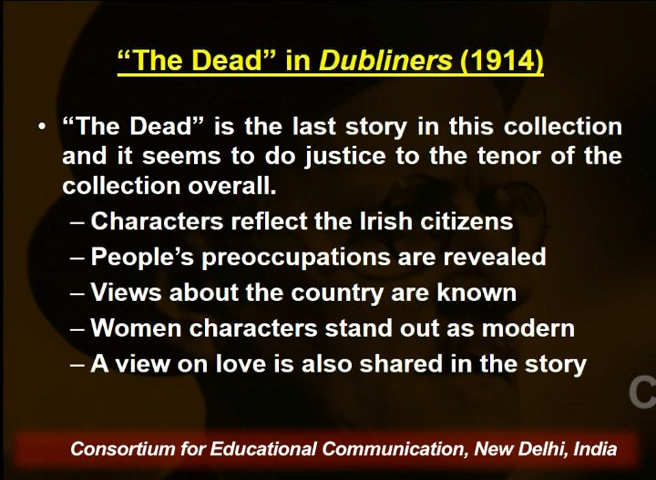 “The Dead” in Dubliners (1914)
• “The Dead” is the last story in this collection
and it seems to do justice to the tenor of the
collection overall.
– Characters reflect the Irish citizens
– People’s preoccupations are revealed
– Views about the country are known
– Women characters stand out as modern
– A view on love is also shared in the story
C
Consortium for Educational Communication, New Delhi, India